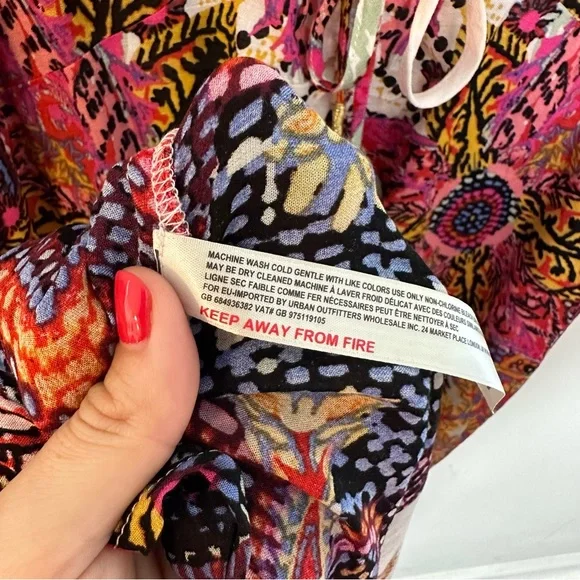 MACHINE WASH COLD GENTLE WITH LIKE COLORS USE ONLY NON-CHLORINE BLEACH
MAY BE DRY CLEANED MACHINE À LAVER FROID DÉLICAT AVEC DES COULEURS
LIGNE SEC FAIBLE COMME FER NÉCESSAIRES PEUT ÊTRE NETTOYER À SEC
FOR EU-IMPORTED BY URBAN OUTFITTERS WHOLESALE INC. 24 MARKET PLACE LONDON
GB 684936382 VAT# GB 975119105
KEEP AWAY FROM FIRE